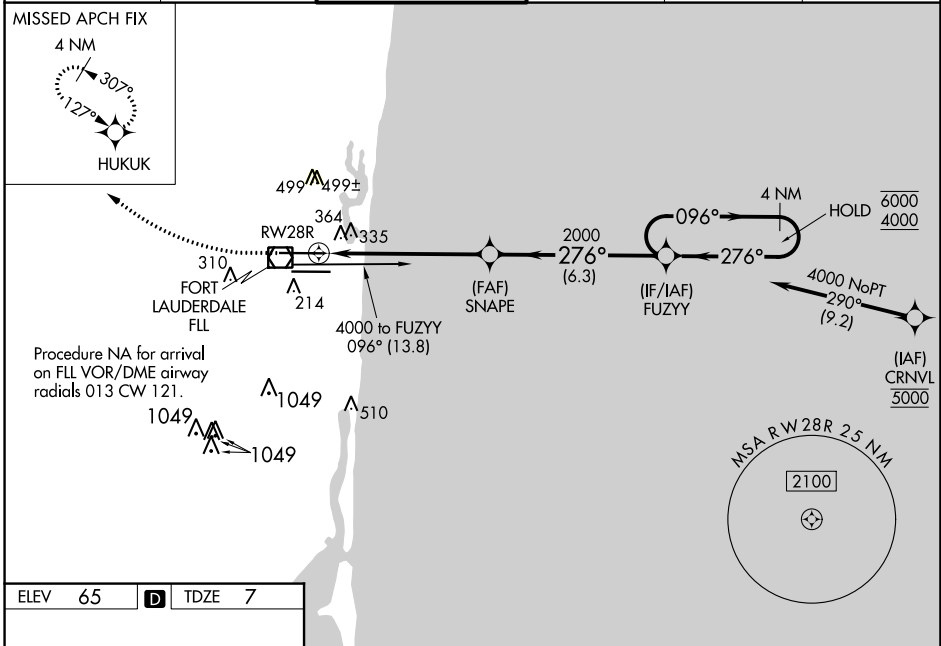 MISSED APCH FIX
4 NM
307°
127°
HUKUK
499
499±
364
335
RW28R
310
FORT
LAUDERDALE
FLL
214
4000 to FUZYY
096° (13.8)
(FAF)
SNAPE
2000
276°
(6.3)
(IF/IAF)
FUZYY
4 NM
096°
276°
HOLD
6000
4000
4000 NoPT
290°
(9.2)
(IAF)
CRNVL
5000
Procedure NA for arrival
on FLL VOR/DME airway
radials 013 CW 121.
1049
1049
1049
510
MSA RW28R 25 NM
2100
ELEV 65 D TDZE 7